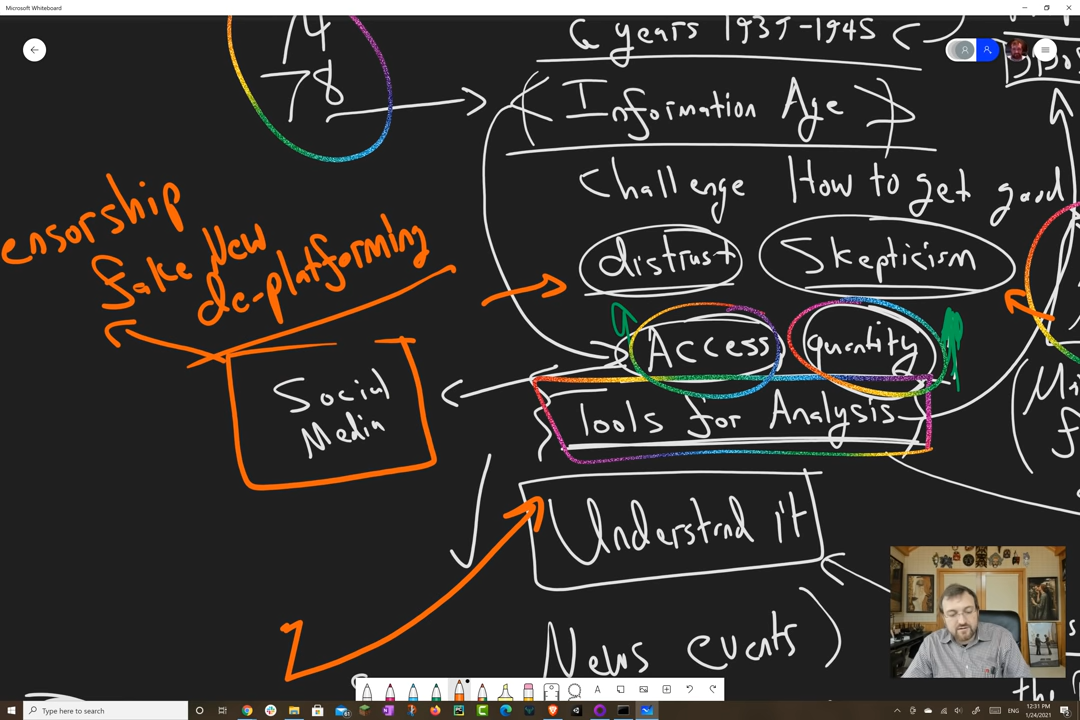 Microsoft Whiteboard
74
78
6 years 1939-1945
Information Age
Challenge How to get good
distrust Skepticism
Access quantity
Tools for Analysis
Understand it
News events
ensorship
fake New
de-platforming
Social
Media
the
Type here to search
ENG
12:31 PM
1/24/2021